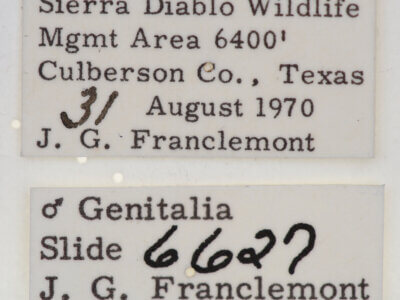 Sierra Diablo Wildlife
Mgmt Area 6400'
Culberson Co., Texas
31 August 1970
J. G. Franclemont
♂ Genitalia
Slide 6627
J. G. Franclemont